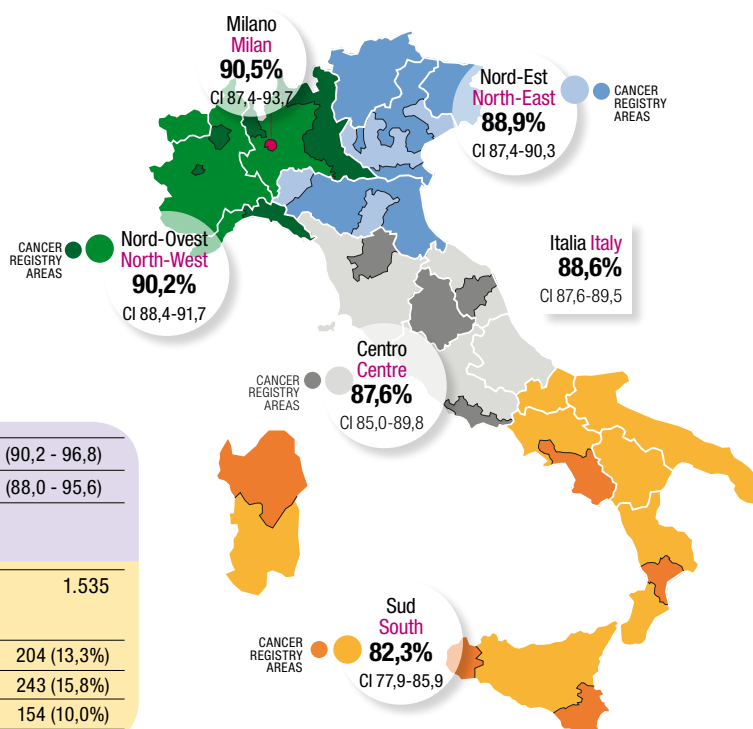 Milano
Milan
90,5%
CI 87,4-93,7
Nord-Est
North-East
88,9%
CI 87,4-90,3
CANCER
REGISTRY
AREAS
CANCER
REGISTRY
AREAS
Nord-Ovest
North-West
90,2%
CI 88,4-91,7
Italia Italy
88,6%
CI 87,6-89,5
CANCER
REGISTRY
AREAS
Centro
Centre
87,6%
CI 85,0-89,8
(90,2 - 96,8)
(88,0 - 95,6)
1.535
204 (13,3%)
243 (15,8%)
154 (10,0%)
CANCER
REGISTRY
AREAS
Sud
South
82,3%
CI 77,9-85,9